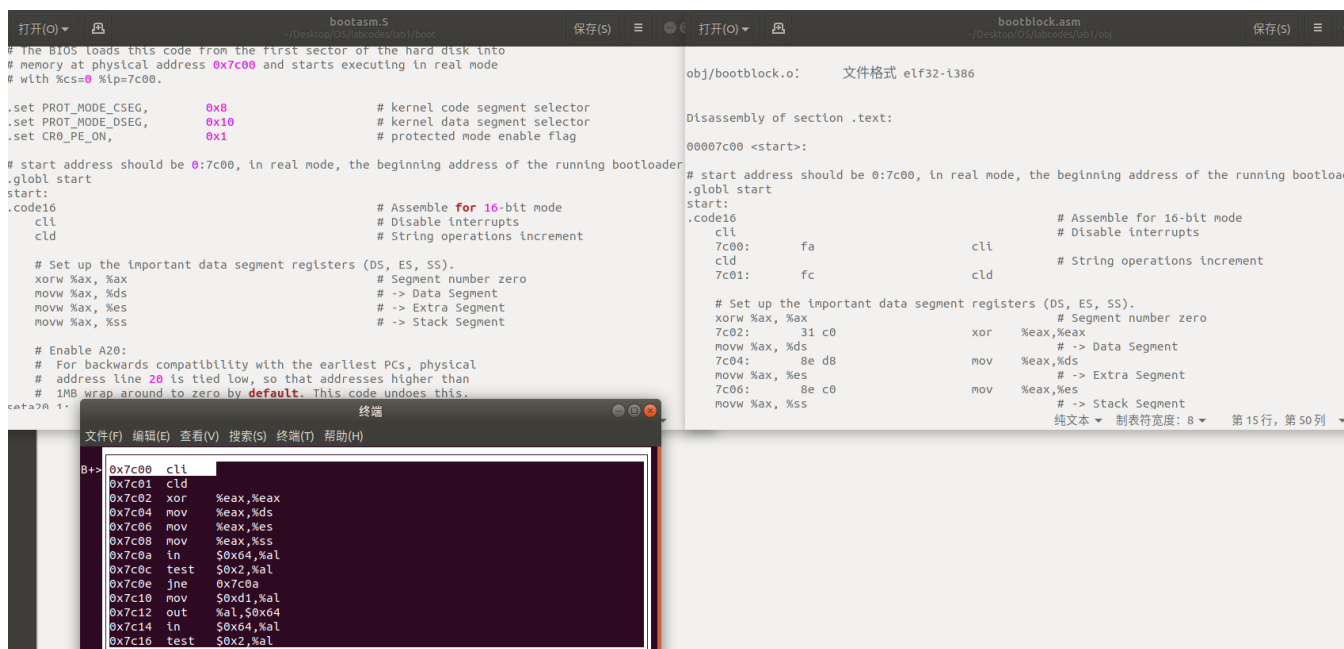 打开(O)
bootasm.S
~/Desktop/OS/labcodes/lab1/boot
保存(S)
# The BIOS loads this code from the first sector of the hard disk into
# memory at physical address 0x7c00 and starts executing in real mode
# with %cs=0 %ip=7c00.
.set PROT_MODE_CSEG, 0x8 # kernel code segment selector
.set PROT_MODE_DSEG, 0x10 # kernel data segment selector
.set CR0_PE_ON, 0x1 # protected mode enable flag
# start address should be 0:7c00, in real mode, the beginning address of the running bootloader
.globl start
start:
.code16 # Assemble for 16-bit mode
cli # Disable interrupts
cld # String operations increment
# Set up the important data segment registers (DS, ES, SS).
xorw %ax, %ax # Segment number zero
movw %ax, %ds # -> Data Segment
movw %ax, %es # -> Extra Segment
movw %ax, %ss # -> Stack Segment
# Enable A20:
# For backwards compatibility with the earliest PCs, physical
# address line 20 is tied low, so that addresses higher than
# 1MB wrap around to zero by default. This code undoes this.
seta20.1:
打开(O)
bootblock.asm
~/Desktop/OS/labcodes/lab1/obj
保存(S)
obj/bootblock.o： 文件格式 elf32-i386
Disassembly of section .text:
00007c00 <start>:
# start address should be 0:7c00, in real mode, the beginning address of the running bootloa
.globl start
start:
.code16 # Assemble for 16-bit mode
cli # Disable interrupts
7c00: fa cli
cld # String operations increment
7c01: fc cld
# Set up the important data segment registers (DS, ES, SS).
xorw %ax, %ax # Segment number zero
7c02: 31 c0 xor %eax,%eax
movw %ax, %ds # -> Data Segment
7c04: 8e d8 mov %eax,%ds
movw %ax, %es # -> Extra Segment
7c06: 8e c0 mov %eax,%es
movw %ax, %ss # -> Stack Segment
纯文本 制表符宽度：8 第 15 行，第 50 列
终端
文件(F) 编辑(E) 查看(V) 搜索(S) 终端(T) 帮助(H)
B+> 0x7c00 cli
0x7c01 cld
0x7c02 xor %eax,%eax
0x7c04 mov %eax,%ds
0x7c06 mov %eax,%es
0x7c08 mov %eax,%ss
0x7c0a in $0x64,%al
0x7c0c test $0x2,%al
0x7c0e jne 0x7c0a
0x7c10 mov $0xd1,%al
0x7c12 out %al,$0x64
0x7c14 in $0x64,%al
0x7c16 test $0x2,%al